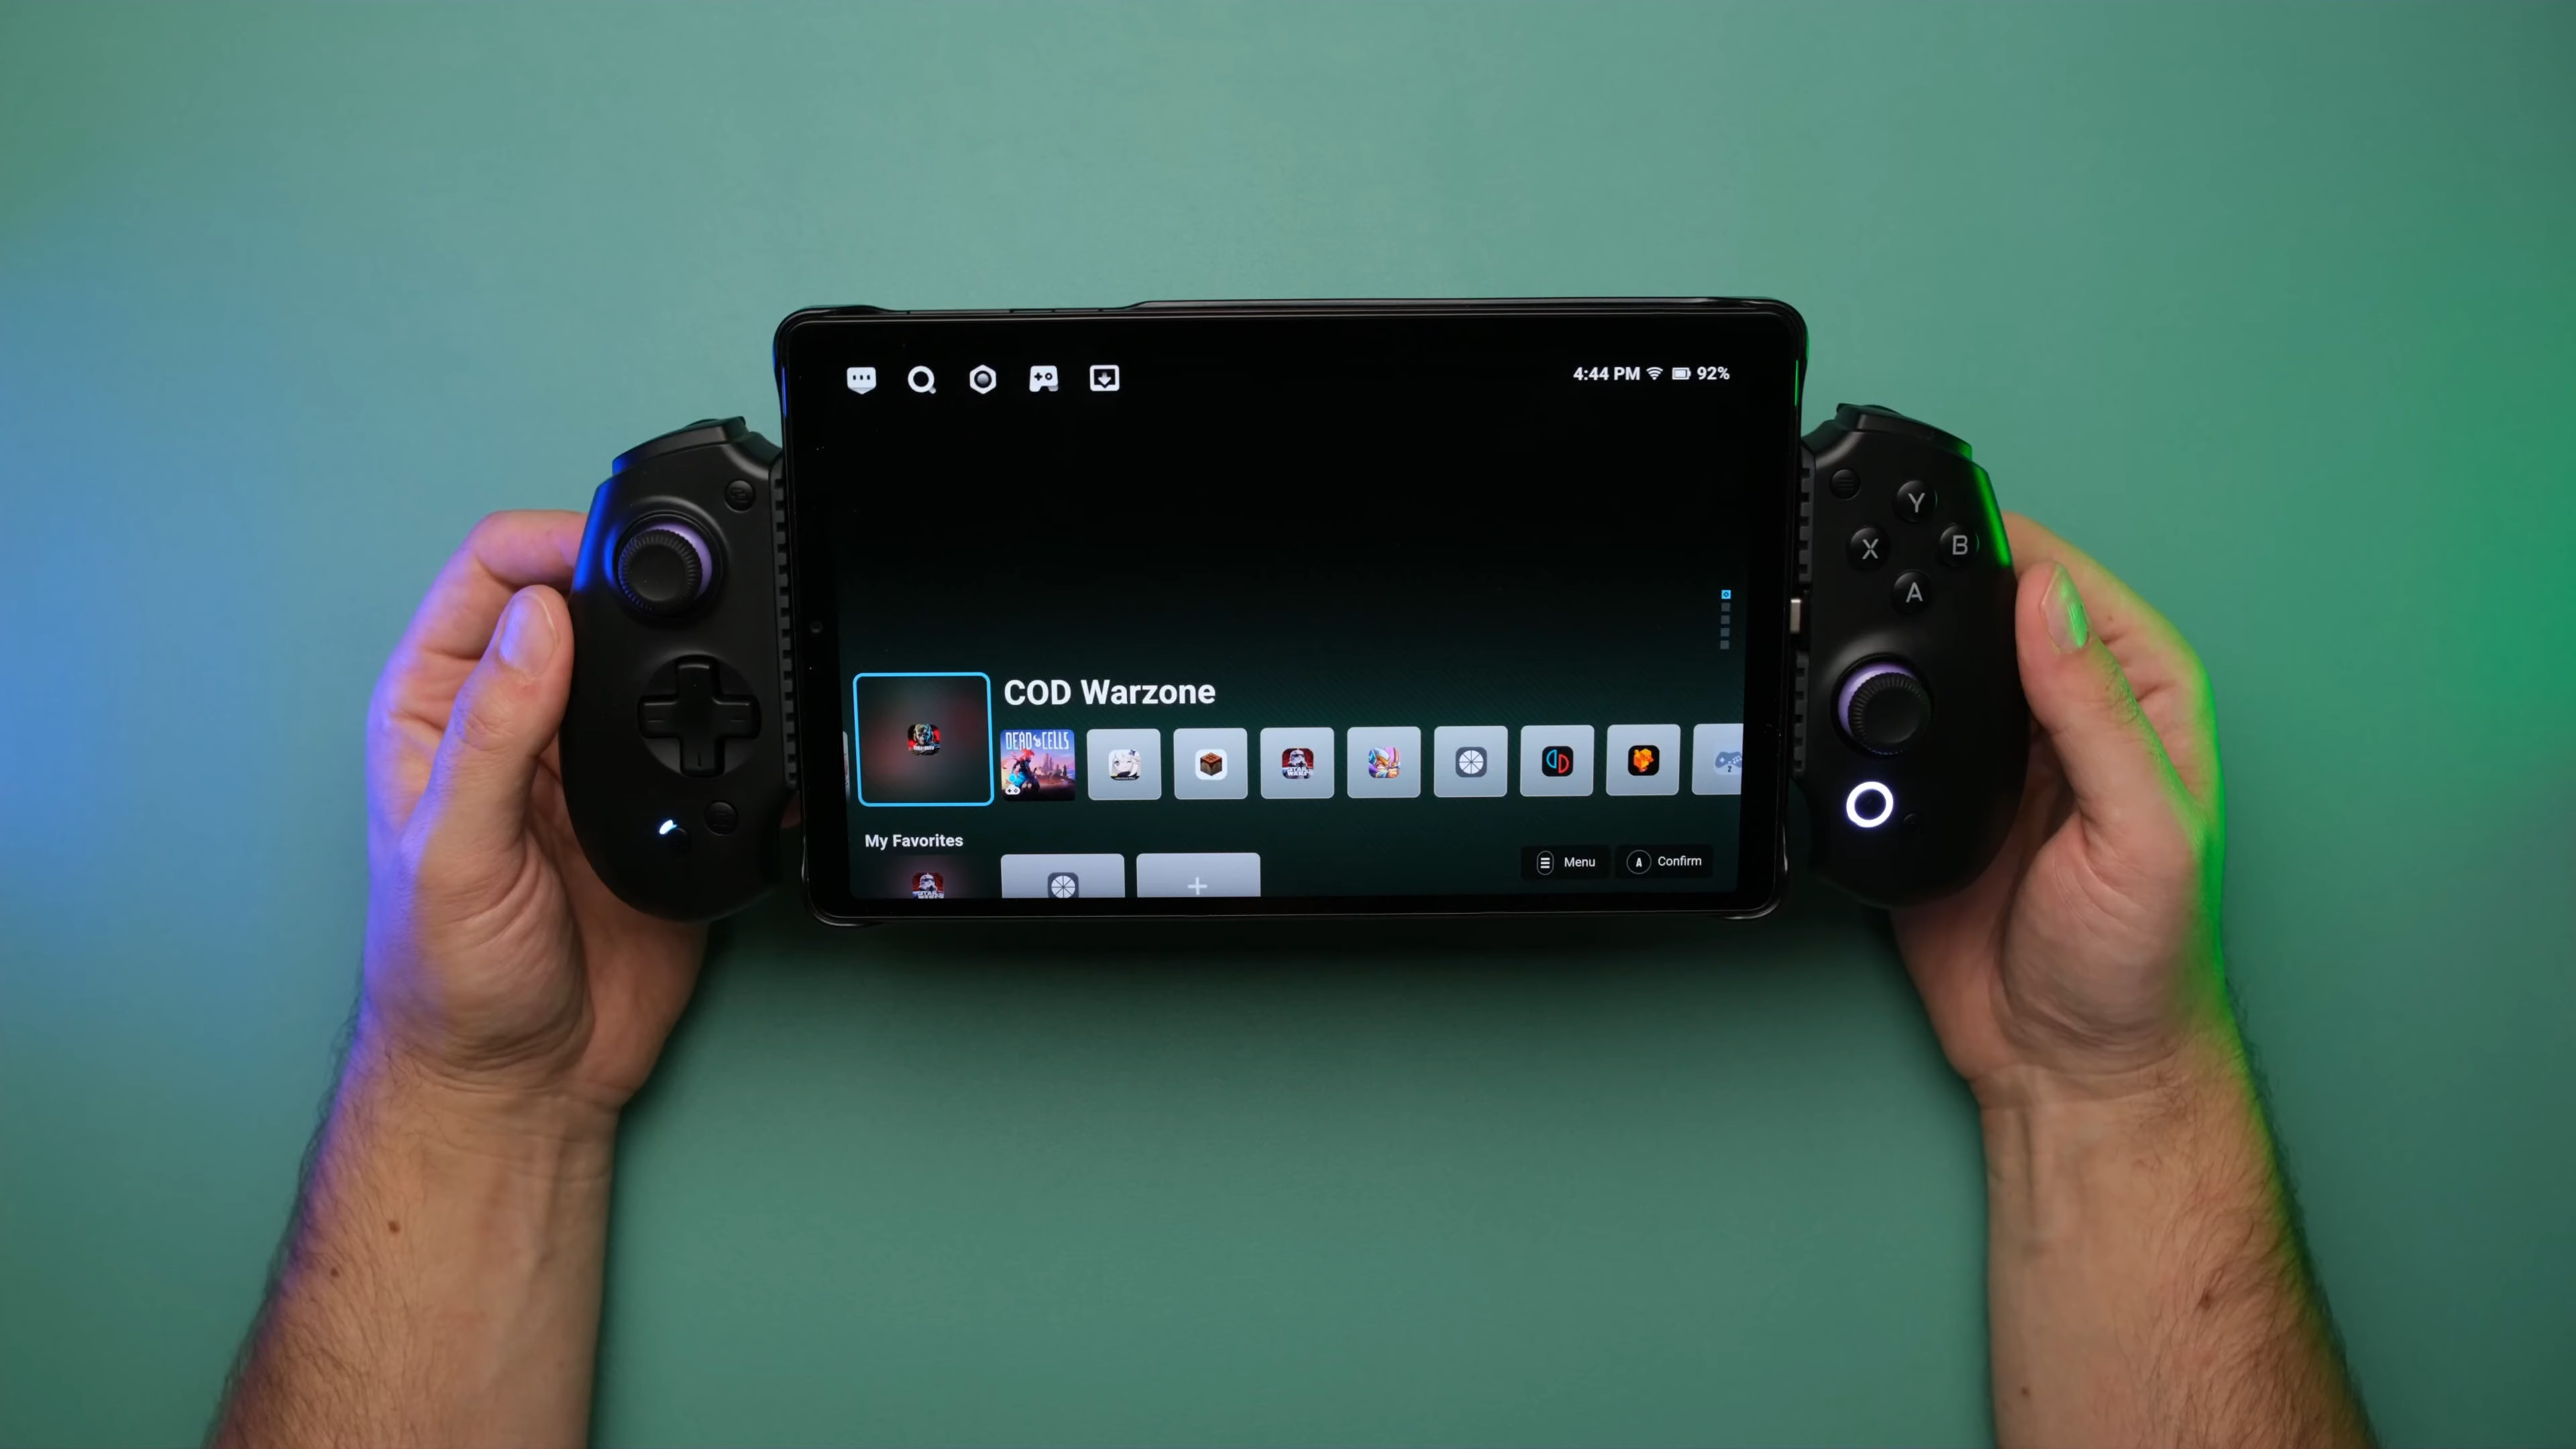 4:44 PM 92%
Y
X B
A
COD Warzone
DEAD CELLS
My Favorites
Menu A Confirm